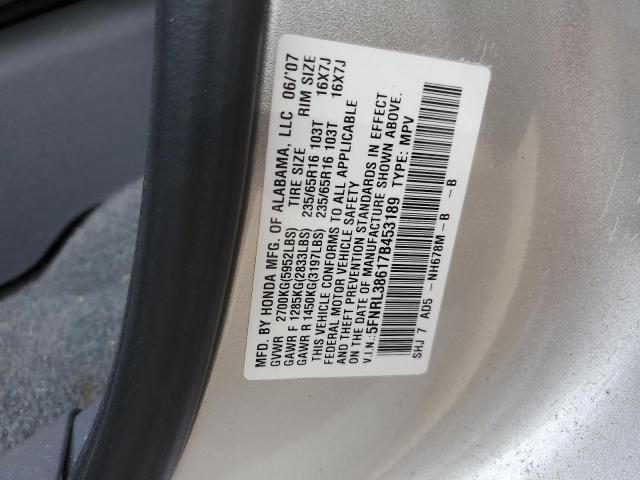 MFD. BY HONDA MFG. OF ALABAMA, LLC 06/'07
GVWR 2700KG(5952LBS) TIRE SIZE RIM SIZE
GAWR F 1285KG(2833LBS) 235/65R16 103T 16X7J
GAWR R 1450KG(3197LBS) 235/65R16 103T 16X7J
THIS VEHICLE CONFORMS TO ALL APPLICABLE
FEDERAL MOTOR VEHICLE SAFETY
AND THEFT PREVENTION STANDARDS IN EFFECT
ON THE DATE OF MANUFACTURE SHOWN ABOVE.
V.I.N.: 5FNRL38617B453189 TYPE: MPV
SHJ 7 A05 - NH678M - B - B